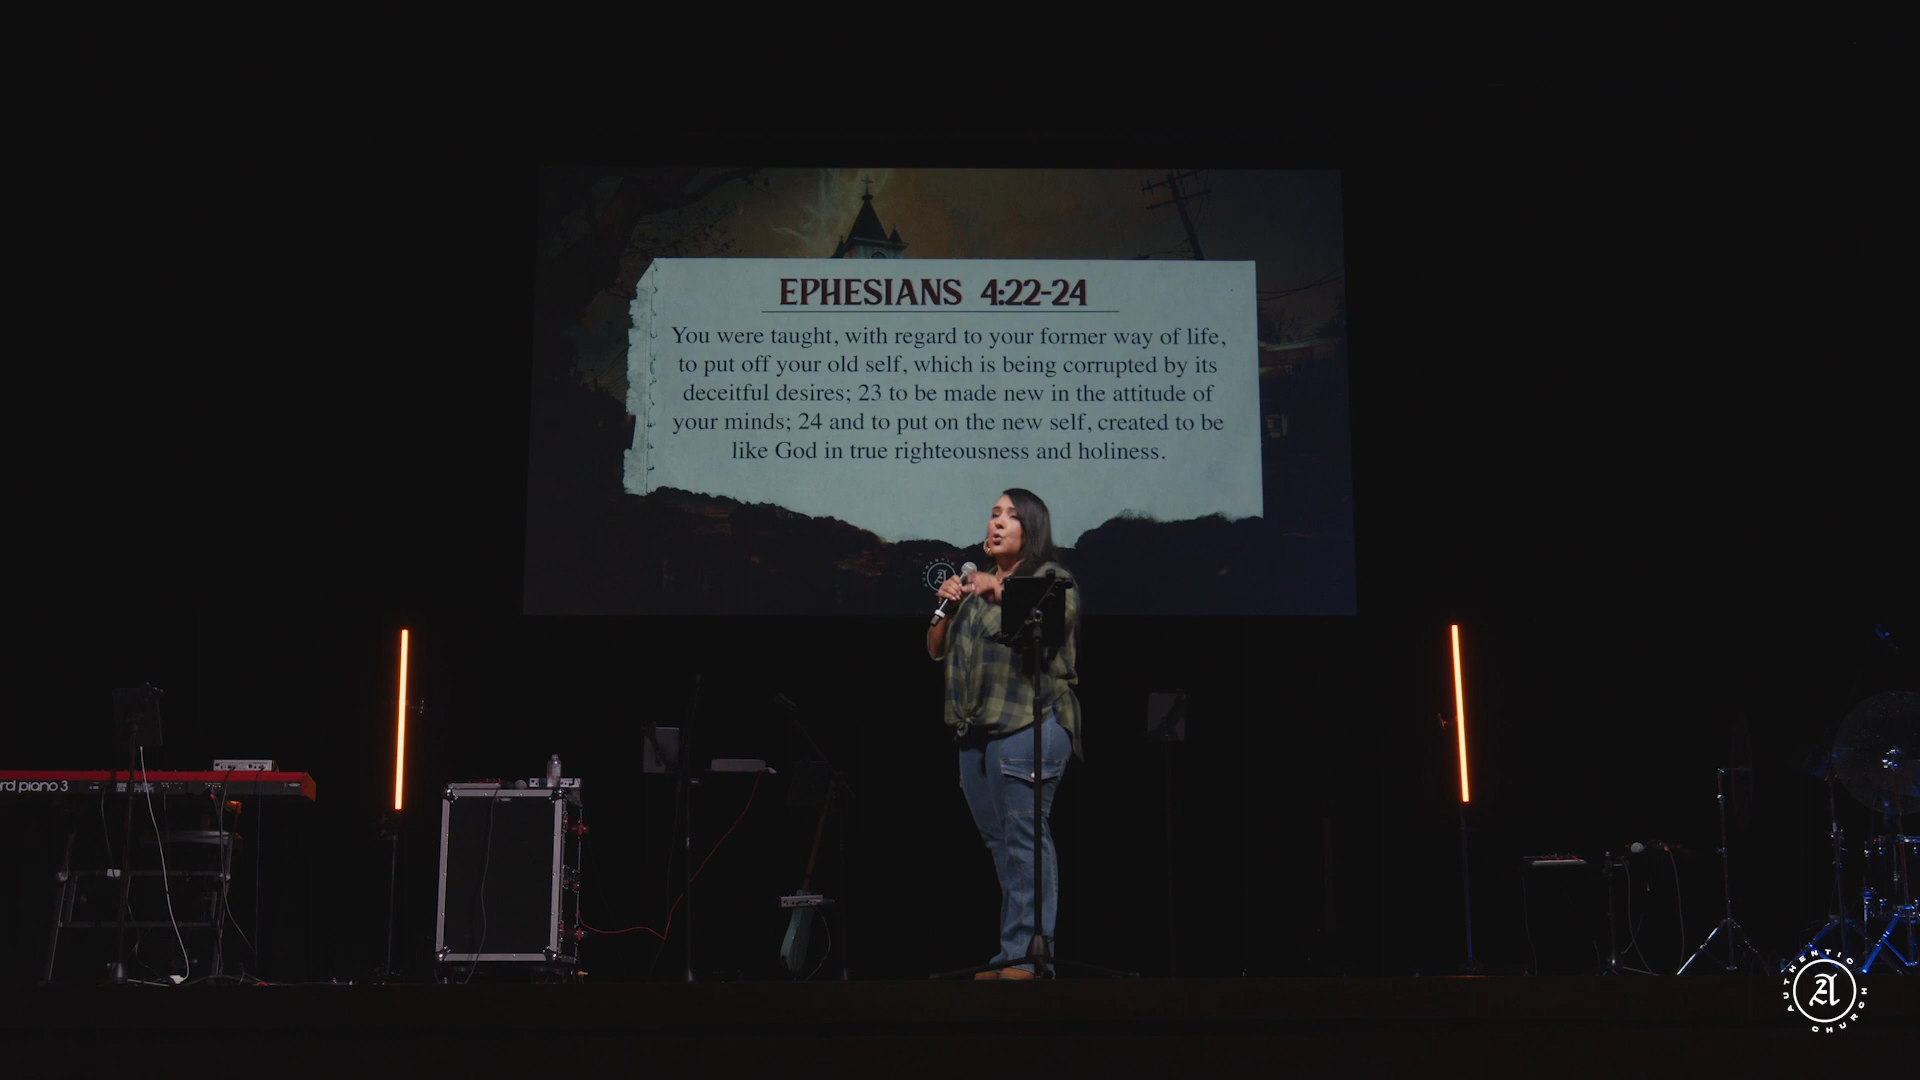 EPHESIANS 4:22-24
You were taught, with regard to your former way of life,
to put off your old self, which is being corrupted by its
deceitful desires; 23 to be made new in the attitude of
your minds; 24 and to put on the new self, created to be
like God in true righteousness and holiness.
rd piano 3
AUTHENTIC
A
CHURCH